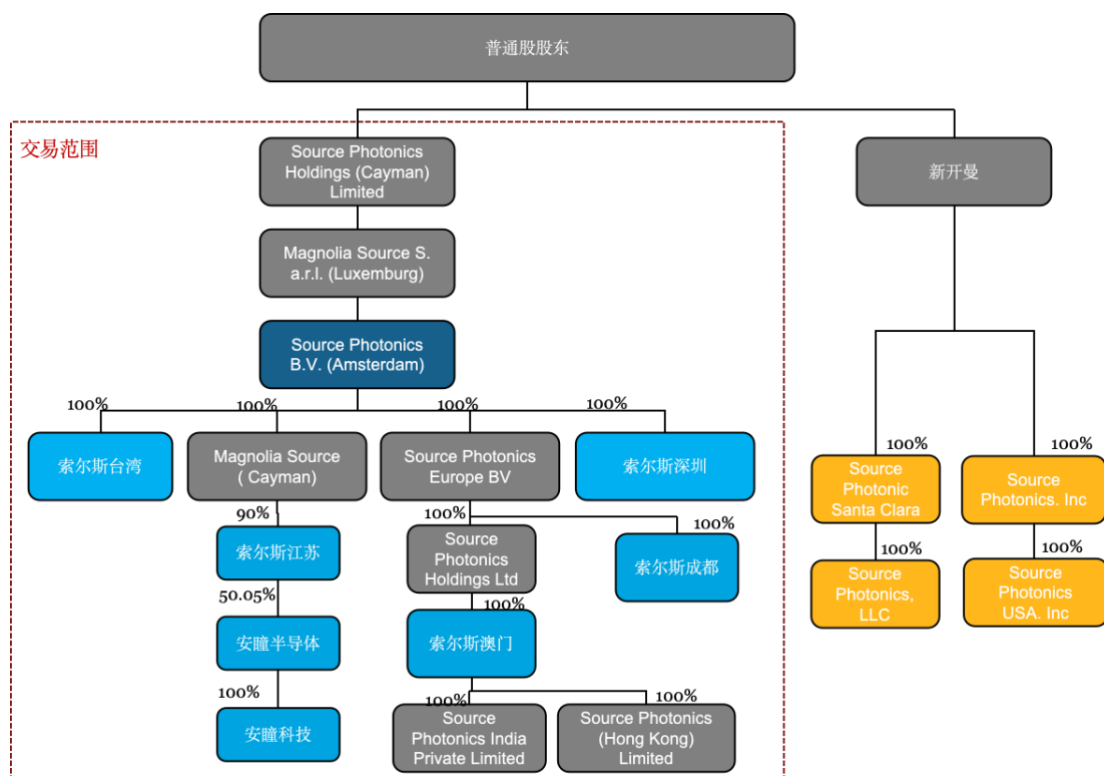 普通股股东
交易范围
Source Photonics
Holdings (Cayman)
Limited
新开曼
Magnolia Source S.
a.r.l. (Luxemburg)
Source Photonics
B.V. (Amsterdam)
100%
100%
100%
100%
索尔斯台湾
Magnolia Source
( Cayman)
Source Photonics
Europe BV
索尔斯深圳
100%
100%
Source
Photonic
Santa Clara
Source
Photonics. Inc
90%
100%
100%
索尔斯江苏
Source
Photonics
Holdings Ltd
索尔斯成都
100%
100%
Source
Photonics,
LLC
Source
Photonics
USA. Inc
50.05%
100%
安瞳半导体
索尔斯澳门
100%
100%
100%
安瞳科技
Source
Photonics India
Private Limited
Source Photonics
(Hong Kong)
Limited